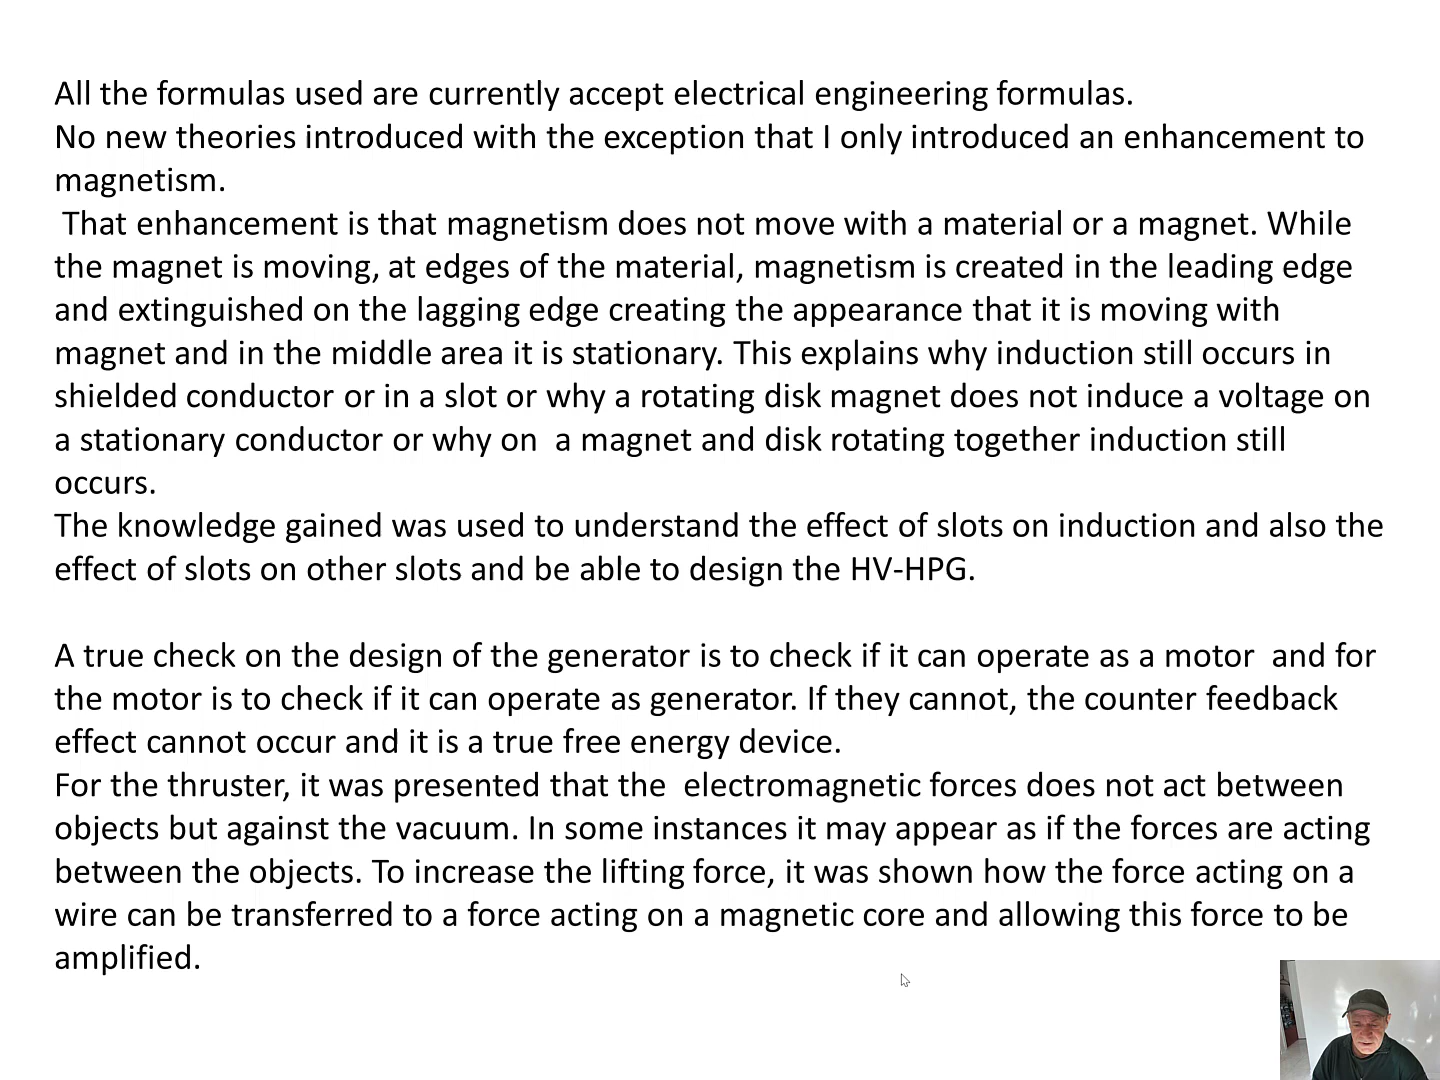 All the formulas used are currently accept electrical engineering formulas.
No new theories introduced with the exception that I only introduced an enhancement to
magnetism.
That enhancement is that magnetism does not move with a material or a magnet. While
the magnet is moving, at edges of the material, magnetism is created in the leading edge
and extinguished on the lagging edge creating the appearance that it is moving with
magnet and in the middle area it is stationary. This explains why induction still occurs in
shielded conductor or in a slot or why a rotating disk magnet does not induce a voltage on
a stationary conductor or why on  a magnet and disk rotating together induction still
occurs.
The knowledge gained was used to understand the effect of slots on induction and also the
effect of slots on other slots and be able to design the HV-HPG.
A true check on the design of the generator is to check if it can operate as a motor  and for
the motor is to check if it can operate as generator. If they cannot, the counter feedback
effect cannot occur and it is a true free energy device.
For the thruster, it was presented that the  electromagnetic forces does not act between
objects but against the vacuum. In some instances it may appear as if the forces are acting
between the objects. To increase the lifting force, it was shown how the force acting on a
wire can be transferred to a force acting on a magnetic core and allowing this force to be
amplified.